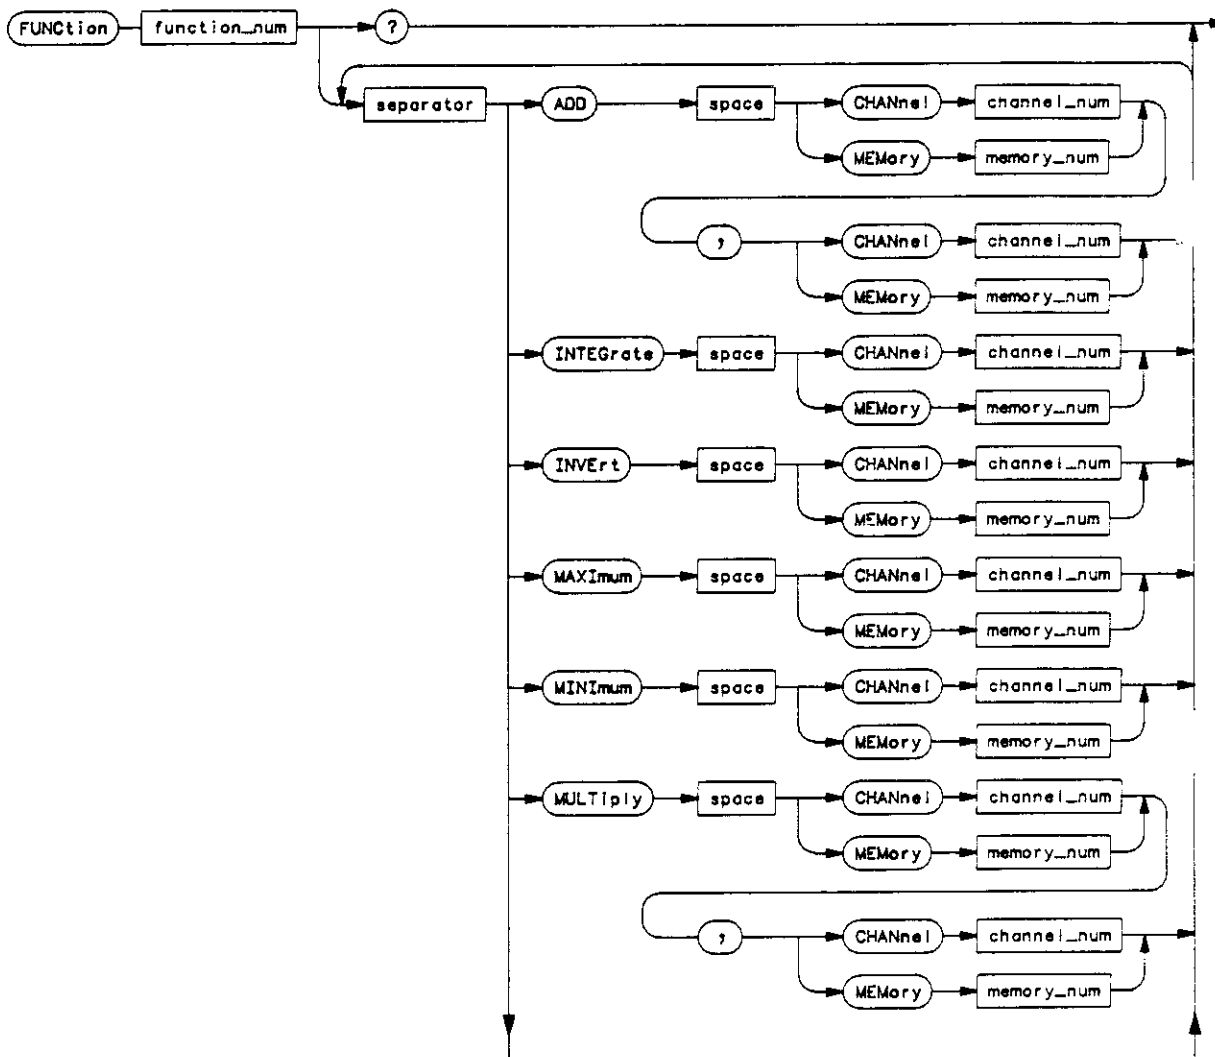 FUNCtion function_num ?
separator ADD space CHANnel channel_num
MEMory memory_num
, CHANnel channel_num
MEMory memory_num
INTEGrate space CHANnel channel_num
MEMory memory_num
INVErt space CHANnel channel_num
MEMory memory_num
MAXImum space CHANnel channel_num
MEMory memory_num
MINImum space CHANnel channel_num
MEMory memory_num
MULTiply space CHANnel channel_num
MEMory memory_num
, CHANnel channel_num
MEMory memory_num